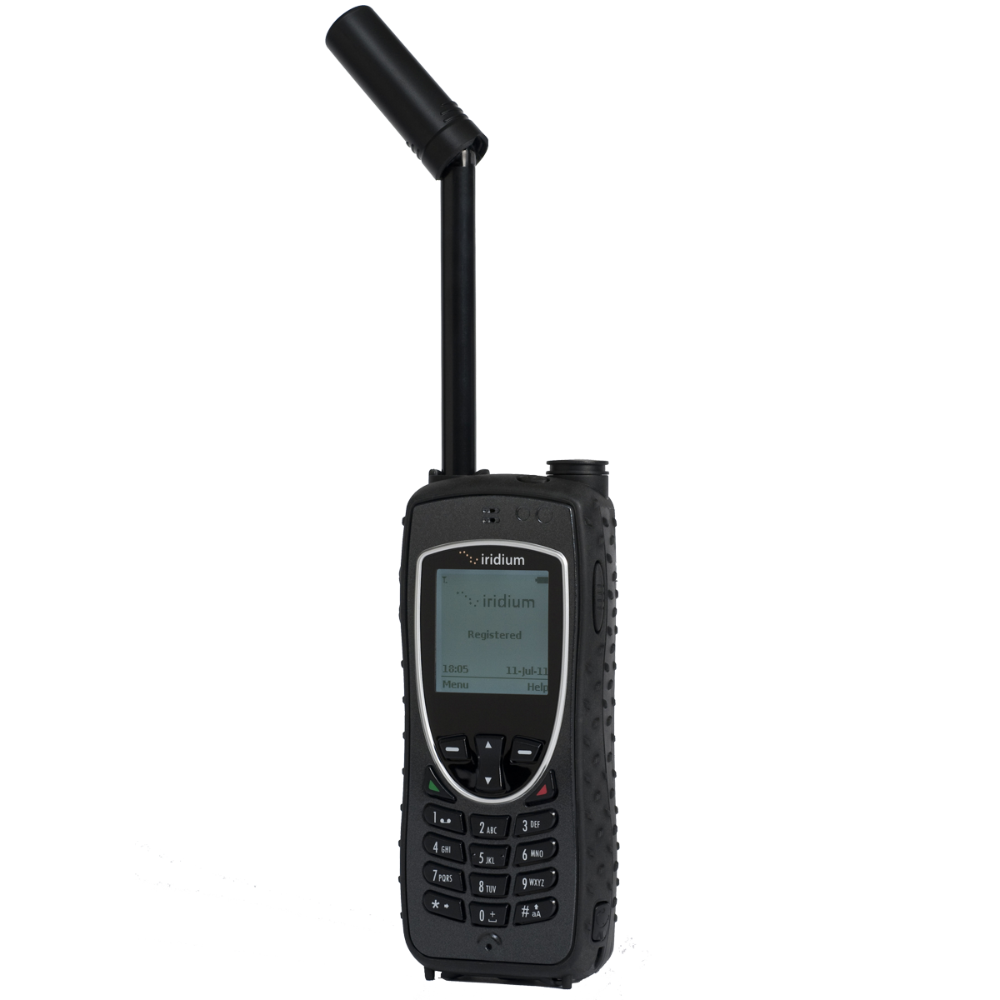 iridium
iridium
Registered
18:05 11-Jul-11
Menu Help
1
2 ABC
3 DEF
4 GHI
5 JKL
6 MNO
7 PQRS
8 TUV
9 WXYZ
*
0 +
# aA